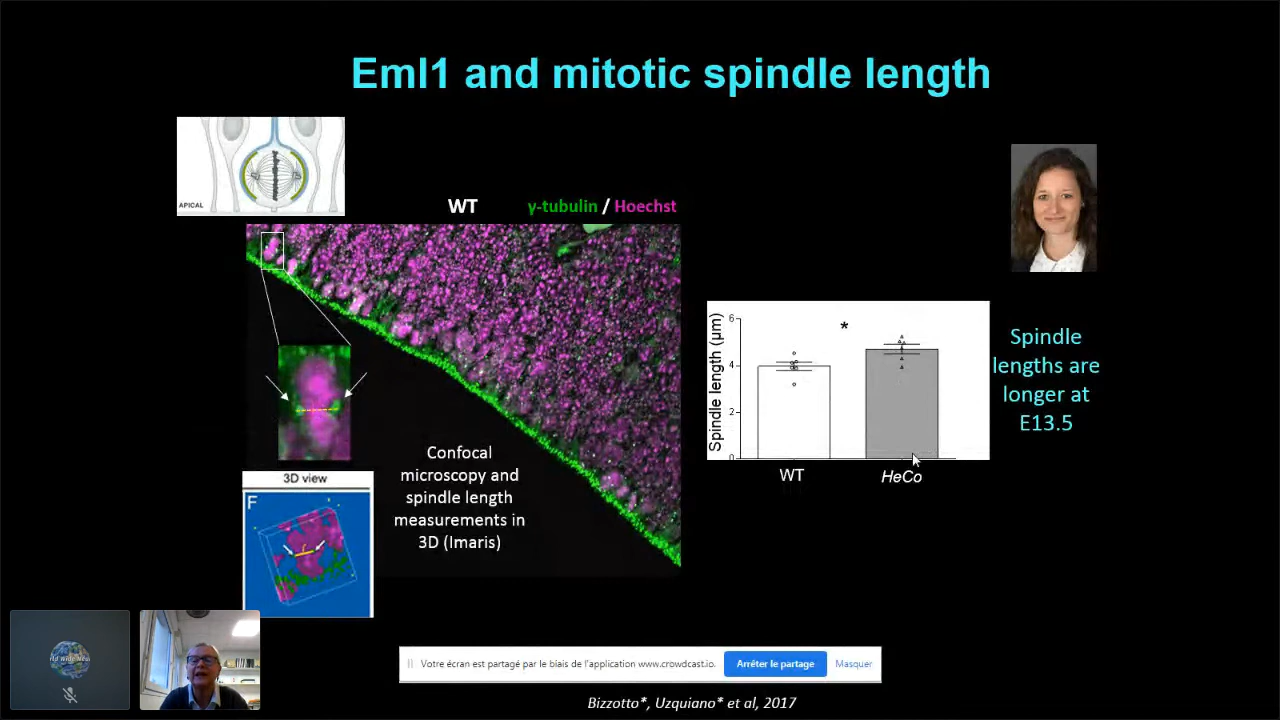 Eml1 and mitotic spindle length
APICAL
WT
γ-tubulin / Hoechst
Spindle length (µm)
6
4
2
0
*
WT
HeCo
Spindle
lengths are
longer at
E13.5
Confocal
microscopy and
spindle length
measurements in
3D (Imaris)
3D view
F
Votre écran est partagé par le biais de l'application www.crowdcast.io.
Arrêter le partage
Masquer
Bizzotto*, Uzquiano* et al, 2017